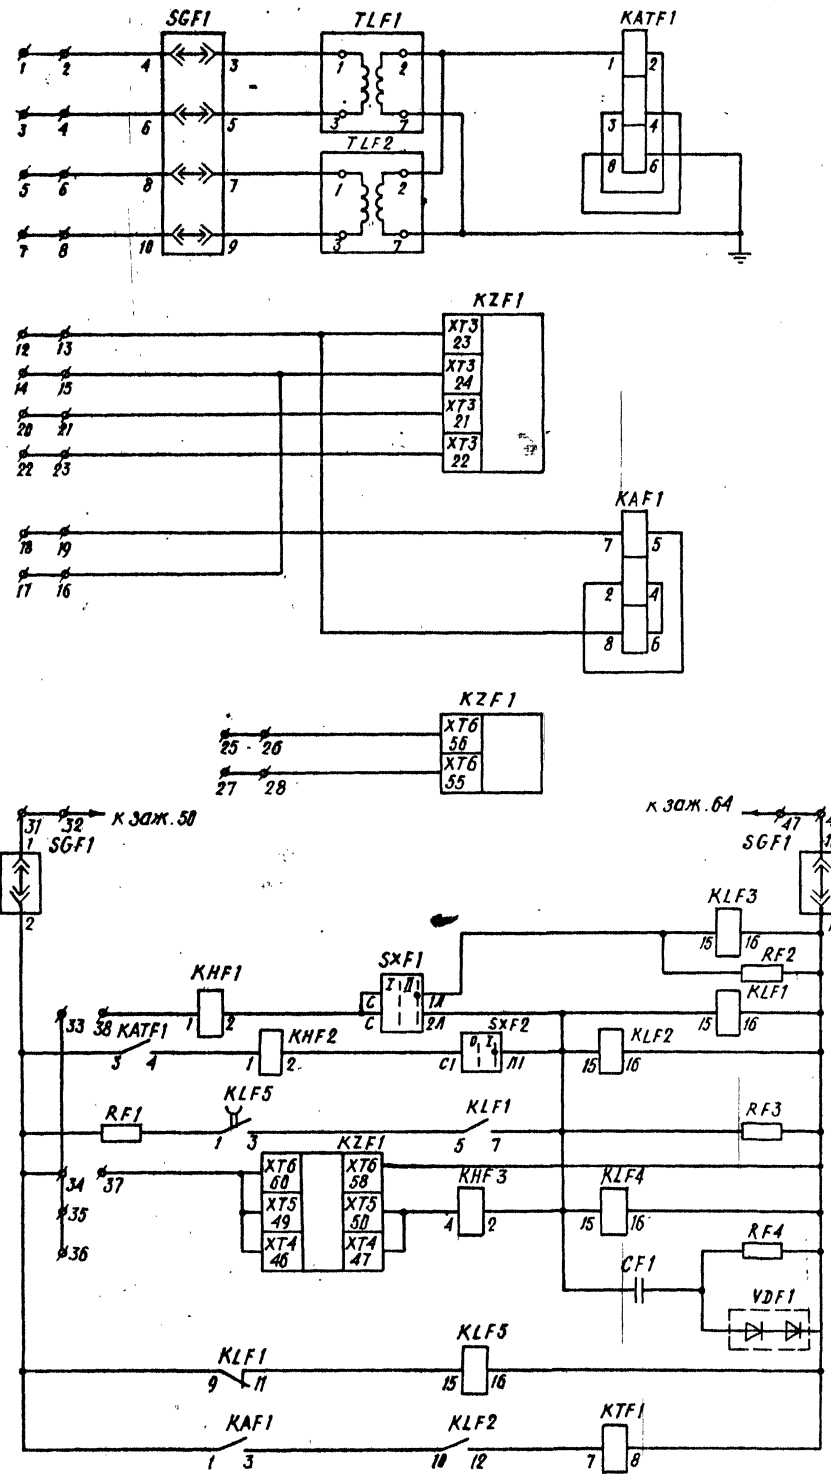 SGF1 TLF1 KATF1
1 2 4 3 1 2 1 2
3 4 6 5 3 7 3 4
TLF2
5 6 8 7 1 2 8 6
7 8 10 9 3 7
KZF1
12 13 XT3 23
14 15 XT3 24
20 21 XT3 21
22 23 XT3 22
KAF1
18 19 7 5
17 16 2 4
8 6
KZF1
25 - 26 XT6 56
27 28 XT6 55
31 32 к заж. 50 к заж. 64 47
1 SGF1 SGF1
2
KLF3
15 16
RF2
KHF1 SXF1 KLF1
I II
C 1Л
33 38 1 2 C 2Л 15 16
KATF1 KHF2 SXF2 KLF2
0 I
3 4 1 2 C1 Л1 15 16
RF1 KLF5 KLF1 RF3
1 3 5 7
KZF1
34 37 XT6 60 XT6 58 KHF3 KLF4
35 XT5 49 XT5 50 4 2 15 16
36 XT4 46 XT4 47
CF1 RF4
VDF1
KLF1 KLF5
9 11 15 16
KAF1 KLF2 KTF1
1 3 10 12 7 8